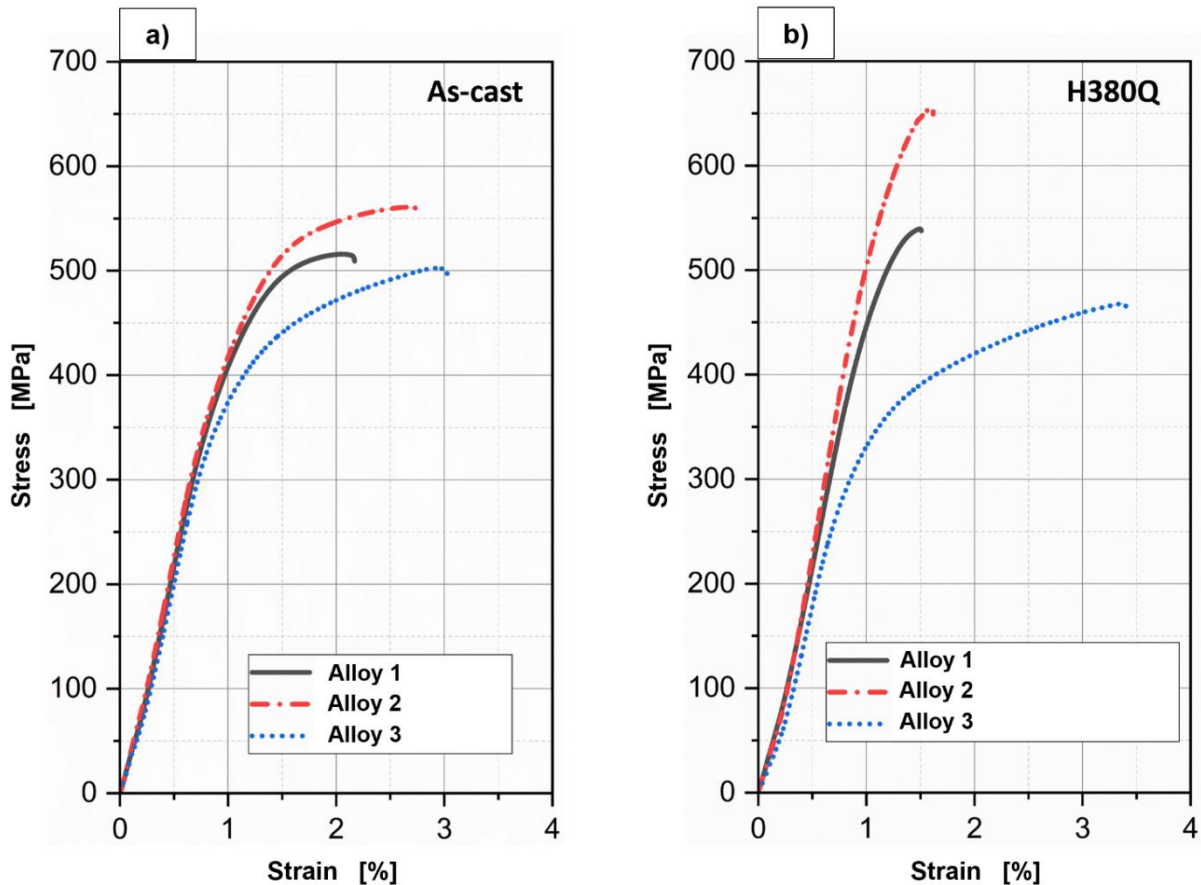 a)
As-cast
700
600
500
400
300
200
100
0
Stress [MPa]
0 1 2 3 4
Strain [%]
Alloy 1
Alloy 2
Alloy 3
b)
H380Q
700
600
500
400
300
200
100
0
Stress [MPa]
0 1 2 3 4
Strain [%]
Alloy 1
Alloy 2
Alloy 3